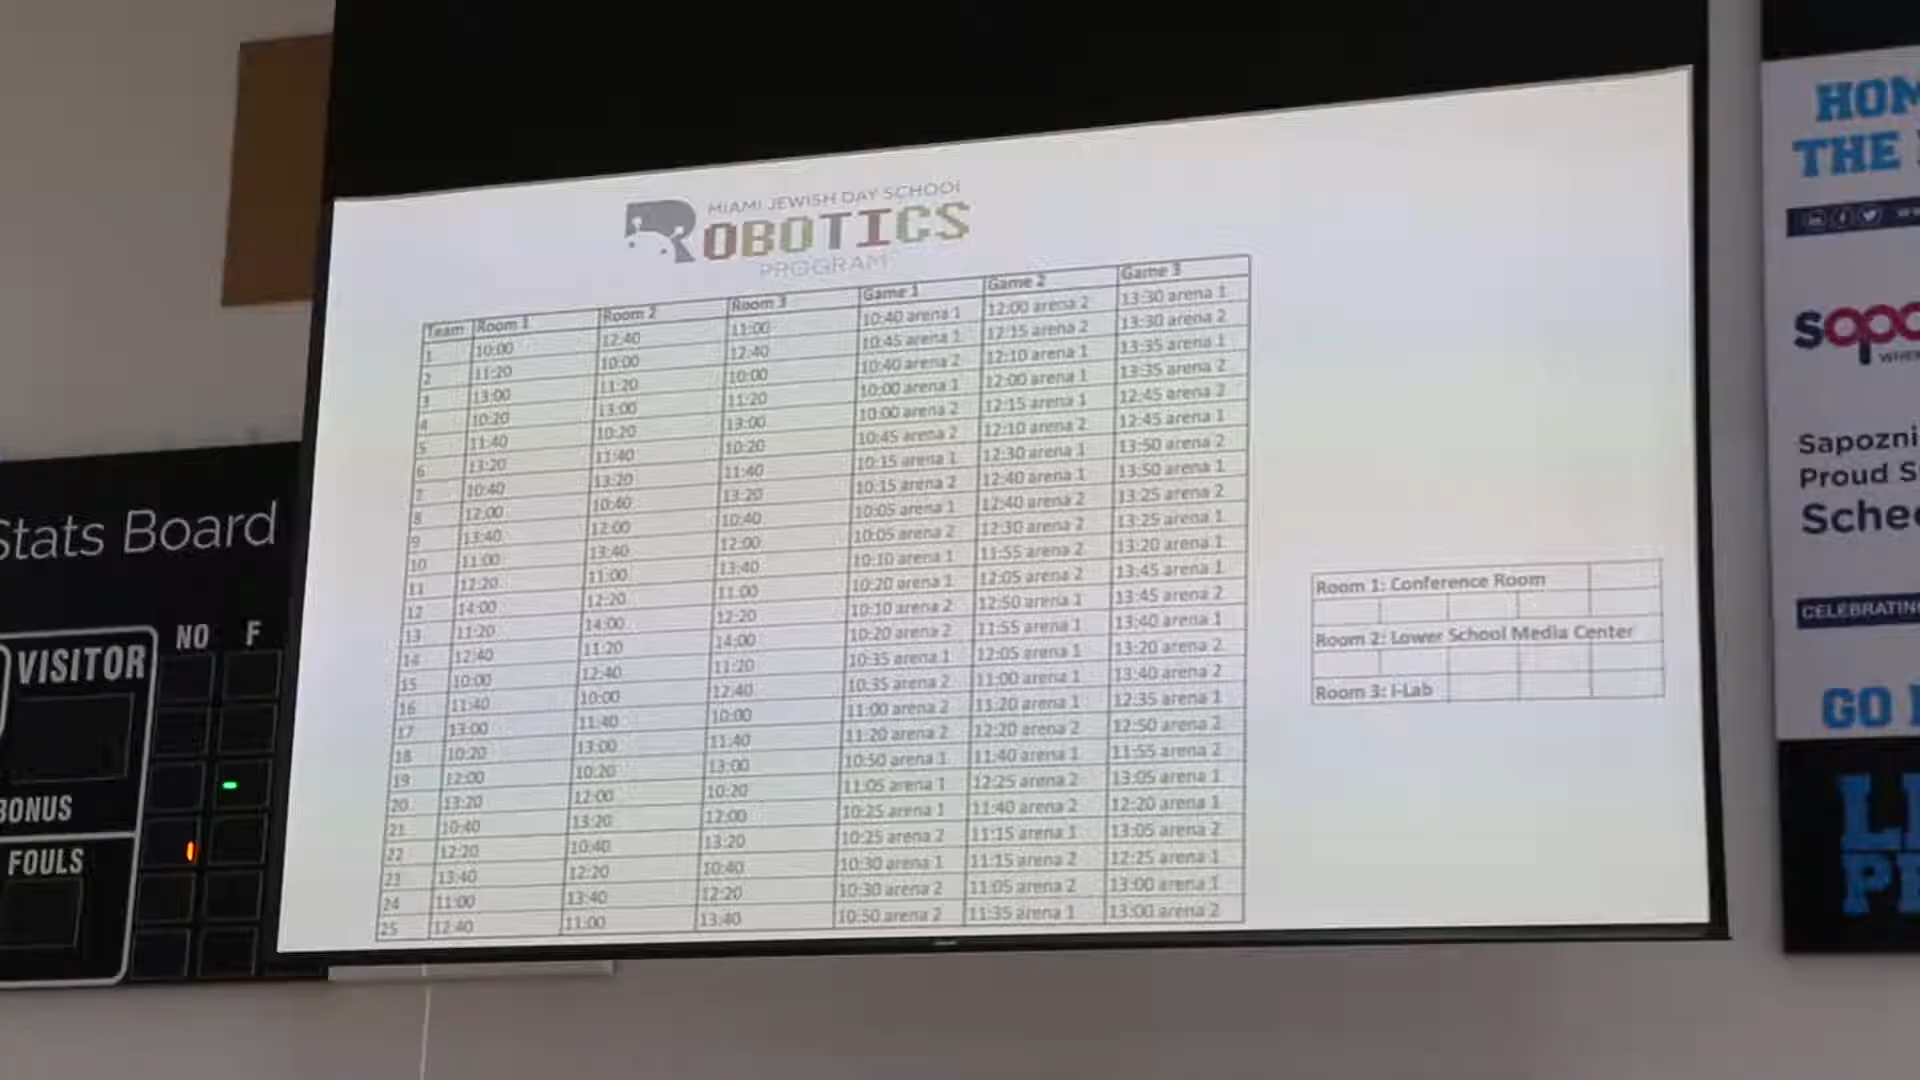 MIAMI JEWISH DAY SCHOOL
ROBOTICS
PROGRAM
Team Room 1 Room 2 Room 3 Game 1 Game 2 Game 3
1 10:00 12:40 11:00 10:40 arena 1 12:00 arena 2 13:30 arena 1
2 11:20 10:00 12:40 10:45 arena 1 12:15 arena 2 13:30 arena 2
3 13:00 11:20 10:00 10:40 arena 2 12:10 arena 1 13:35 arena 1
4 10:20 13:00 11:20 10:00 arena 1 12:00 arena 1 13:35 arena 2
5 11:40 10:20 13:00 10:00 arena 2 12:15 arena 1 12:45 arena 2
6 13:20 11:40 10:20 10:45 arena 2 12:10 arena 2 12:45 arena 1
7 10:40 13:20 11:40 10:15 arena 1 12:30 arena 1 13:50 arena 2
8 12:00 10:40 13:20 10:15 arena 2 12:40 arena 1 13:50 arena 1
9 13:40 12:00 10:40 10:05 arena 1 12:40 arena 2 13:25 arena 2
10 11:00 13:40 12:00 10:05 arena 2 12:30 arena 2 13:25 arena 1
11 12:20 11:00 13:40 10:10 arena 1 11:55 arena 2 13:20 arena 1
12 14:00 12:20 11:00 10:20 arena 1 12:05 arena 2 13:45 arena 1
13 11:20 14:00 12:20 10:10 arena 2 12:50 arena 1 13:45 arena 2
14 12:40 11:20 14:00 10:20 arena 2 11:55 arena 1 13:40 arena 1
15 10:00 12:40 11:20 10:35 arena 1 12:05 arena 1 13:20 arena 2
16 11:40 10:00 12:40 10:35 arena 2 11:00 arena 1 13:40 arena 2
17 13:00 11:40 10:00 11:00 arena 2 11:20 arena 1 12:35 arena 1
18 10:20 13:00 11:40 11:20 arena 2 12:20 arena 2 12:50 arena 2
19 12:00 10:20 13:00 10:50 arena 1 11:40 arena 1 11:55 arena 2
20 13:20 12:00 10:20 11:05 arena 1 12:25 arena 2 13:05 arena 1
21 10:40 13:20 12:00 10:25 arena 1 11:40 arena 2 12:20 arena 1
22 12:20 10:40 13:20 10:25 arena 2 11:15 arena 1 13:05 arena 2
23 13:40 12:20 10:40 10:30 arena 1 11:15 arena 2 12:25 arena 1
24 11:00 13:40 12:20 10:30 arena 2 11:05 arena 2 13:00 arena 1
25 12:40 11:00 13:40 10:50 arena 2 11:35 arena 1 13:00 arena 2
Room 1: Conference Room
Room 2: Lower School Media Center
Room 3: I-Lab
Stats Board
NO F
VISITOR
BONUS
FOULS
HOM
THE
sapo
WHE
Sapozni
Proud S
Sche
CELEBRATING
GO